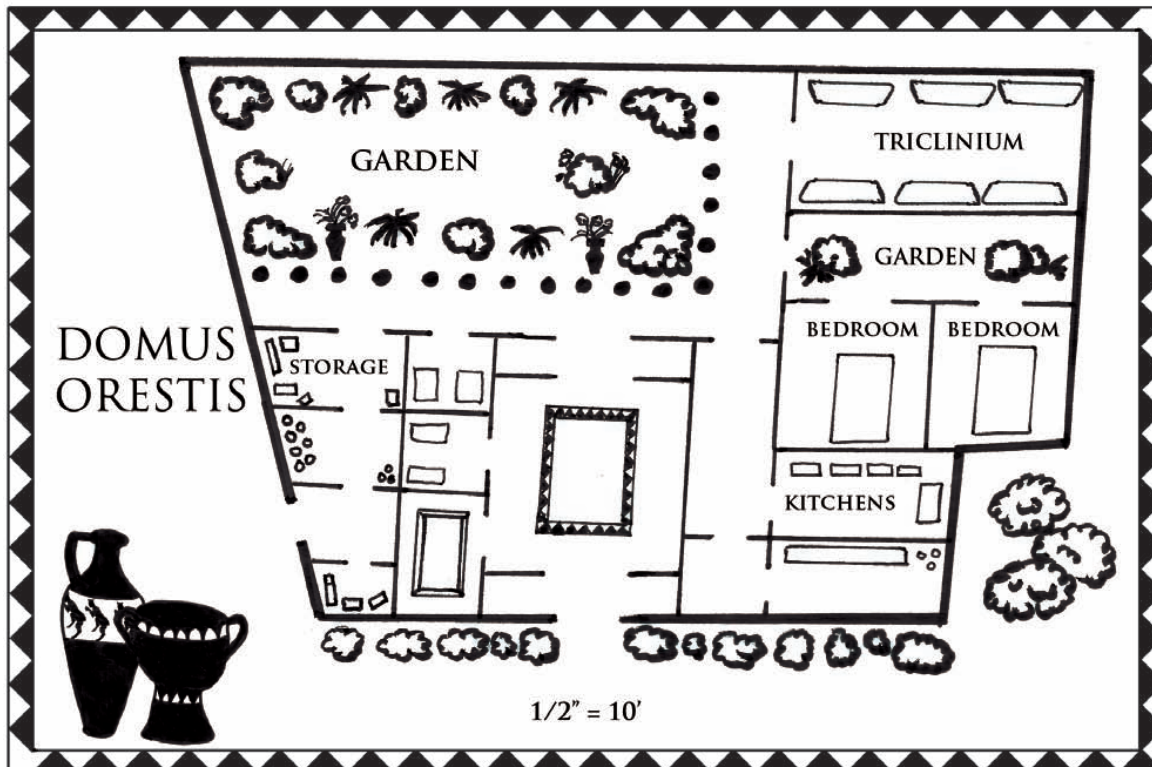 GARDEN
TRICLINIUM
GARDEN
DOMUS
ORESTIS
STORAGE
BEDROOM
BEDROOM
KITCHENS
1/2" = 10'